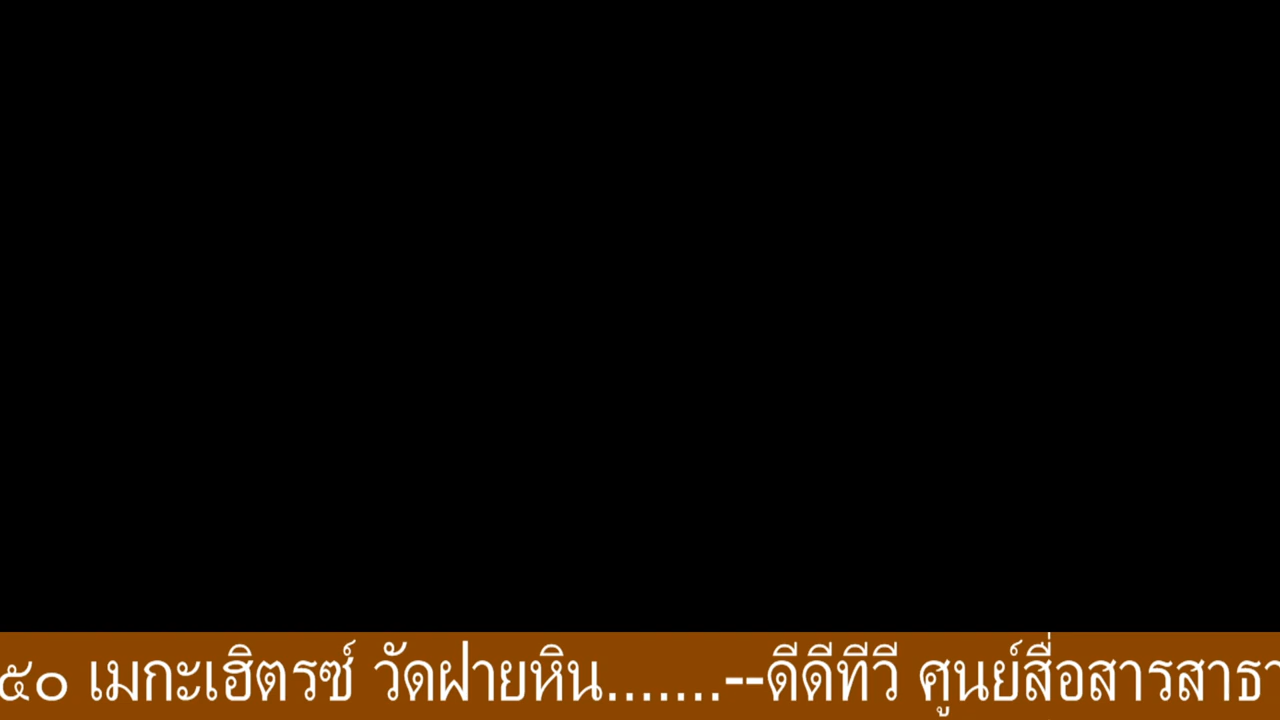 ๕๐ เมกะเฮิตรซ์ วัดฝายหิน.......--ดีดีทีวี ศูนย์สื่อสารสาธา